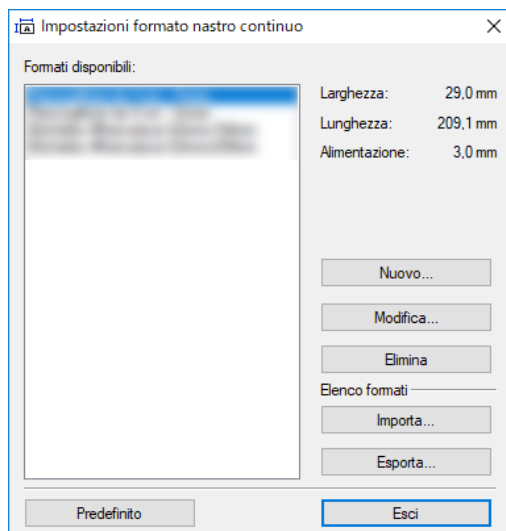 Impostazioni formato nastro continuo
Formati disponibili:
Larghezza: 29,0 mm
Lunghezza: 209,1 mm
Alimentazione: 3,0 mm
Nuovo...
Modifica...
Elimina
Elenco formati
Importa...
Esporta...
Predefinito
Esci